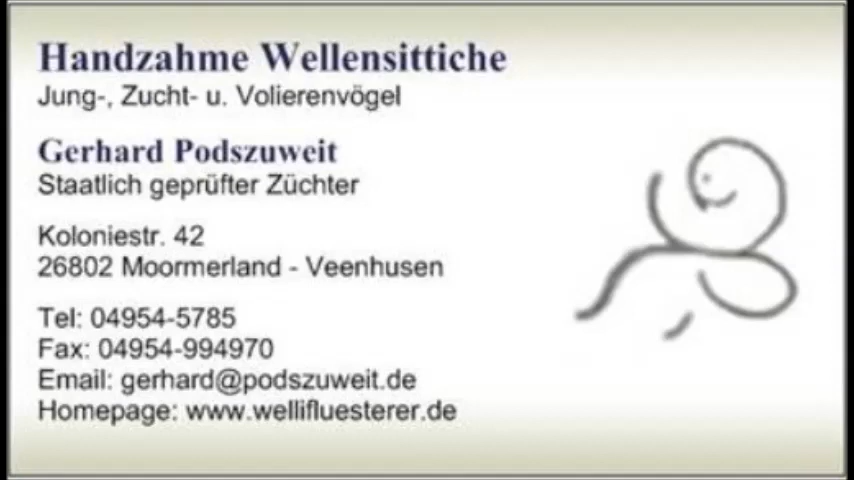 Handzahme Wellensittiche
Jung-, Zucht- u. Volierenvögel
Gerhard Podszuweit
Staatlich geprüfter Züchter
Koloniestr. 42
26802 Moormerland - Veenhusen
Tel: 04954-5785
Fax: 04954-994970
Email: gerhard@podszuweit.de
Homepage: www.wellifluesterer.de